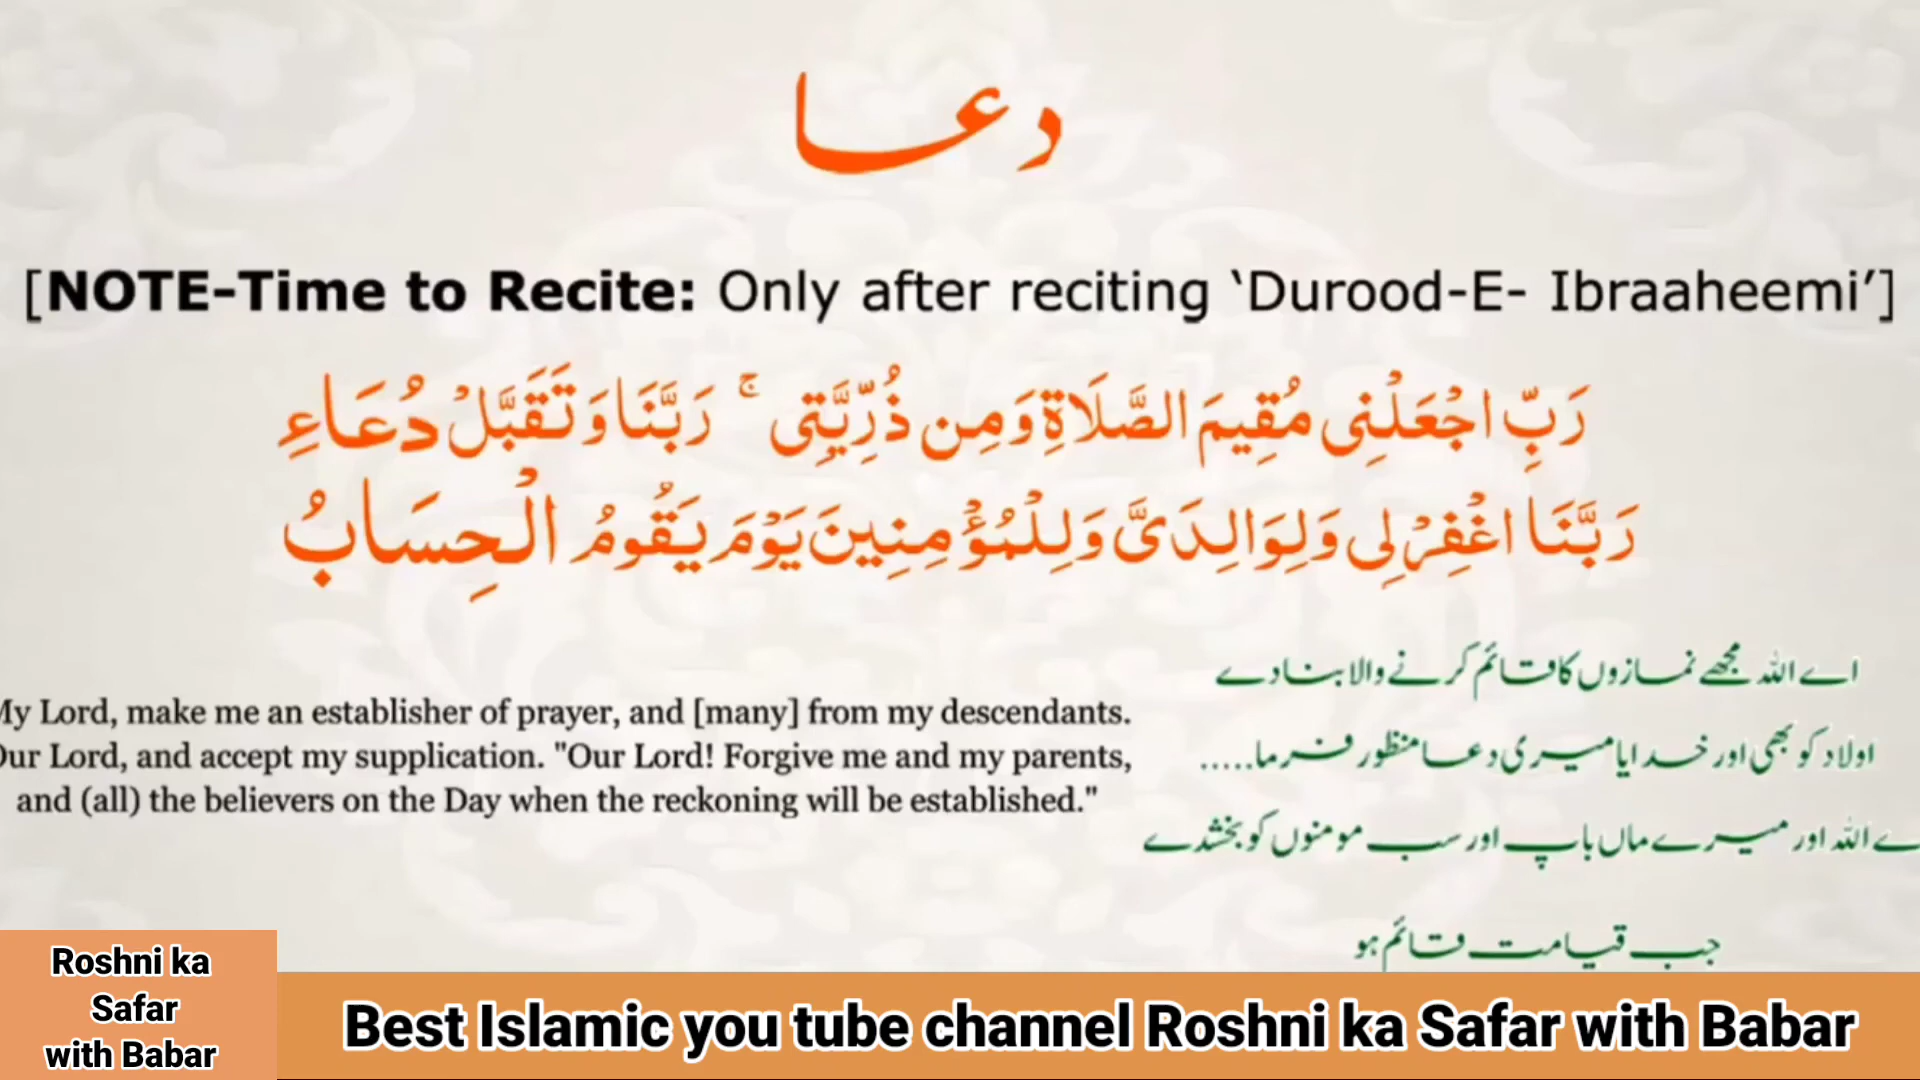 دعا
[NOTE-Time to Recite: Only after reciting ‘Durood-E- Ibraaheemi’]
رَبِّ اجْعَلْنِی مُقِیمَ الصَّلَاةِ وَمِن ذُرِّیَّتِی ۚ رَبَّنَا وَتَقَبَّلْ دُعَاءِ
رَبَّنَا اغْفِرْ لِی وَلِوَالِدَیَّ وَلِلْمُؤْمِنِینَ یَوْمَ یَقُومُ الْحِسَابُ
My Lord, make me an establisher of prayer, and [many] from my descendants.
Our Lord, and accept my supplication. "Our Lord! Forgive me and my parents,
and (all) the believers on the Day when the reckoning will be established."
اے اللہ مجھے نمازوں کا قائم کرنے والا بنا دے
اولاد کو بھی اور خدایا میری دعا منظور فرما.....
اے اللہ اور میرے ماں باپ اور سب مومنوں کو بخشدے
جب قیامت قائم ہو
Roshni ka
Safar
with Babar
Best Islamic you tube channel Roshni ka Safar with Babar